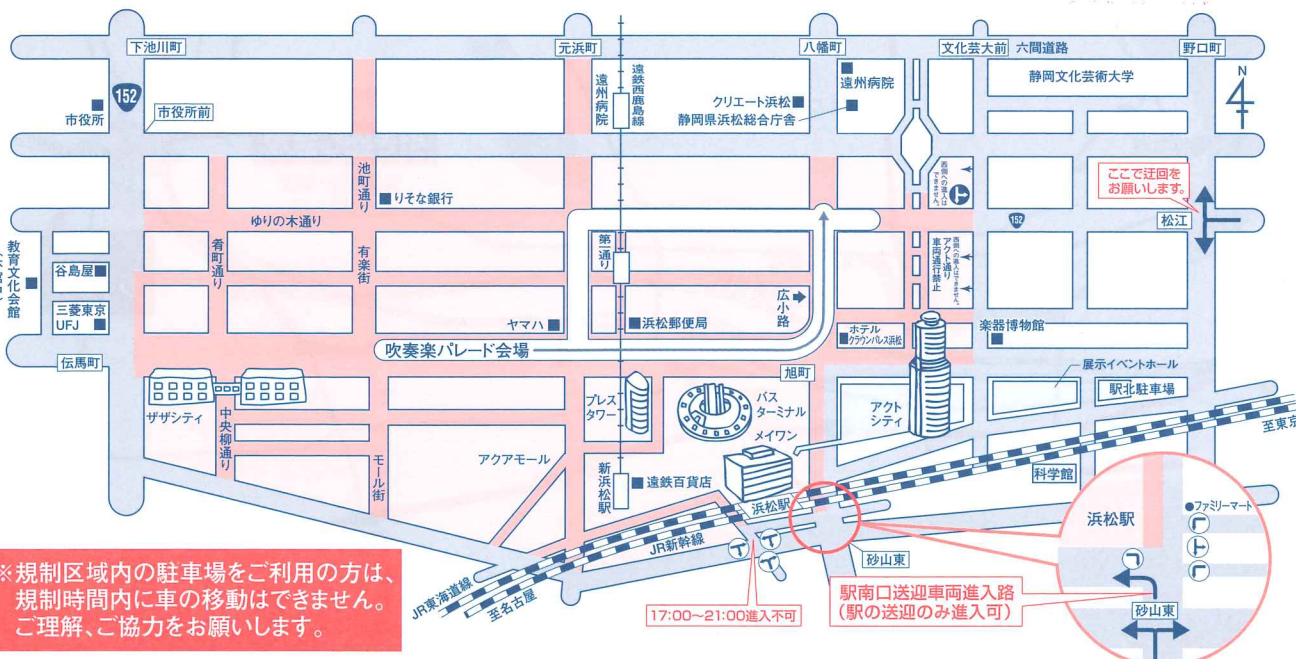 下池川町
元浜町
八幡町
文化芸大前
六間道路
野口町
152
市役所
市役所前
遠州病院
遠鉄西鹿島線
クリエート浜松
静岡県浜松総合庁舎
遠州病院
静岡文化芸術大学
N
池町通り
りそな銀行
西側への進入は
できません。
ここで迂回を
お願いします。
松江
152
ゆりの木通り
肴町通り
有楽街
第一通り
教育文化会館
谷島屋
三菱東京
UFJ
伝馬町
ヤマハ
浜松郵便局
広小路
アクト通り
車両通行禁止
西側への進入はできません。
ホテル
クラウンパレス浜松
楽器博物館
吹奏楽パレード会場
旭町
展示イベントホール
駅北駐車場
ザザシティ
中央柳通り
モール街
アクアモール
プレス
タワー
バス
ターミナル
メイワン
アクト
シティ
新浜松駅
遠鉄百貨店
浜松駅
科学館
至東京
JR新幹線
JR東海道線
至名古屋
砂山東
17:00〜21:00進入不可
駅南口送迎車両進入路
(駅の送迎のみ進入可)
浜松駅
ファミリーマート
砂山東
※規制区域内の駐車場をご利用の方は、
規制時間内に車の移動はできません。
ご理解、ご協力をお願いします。